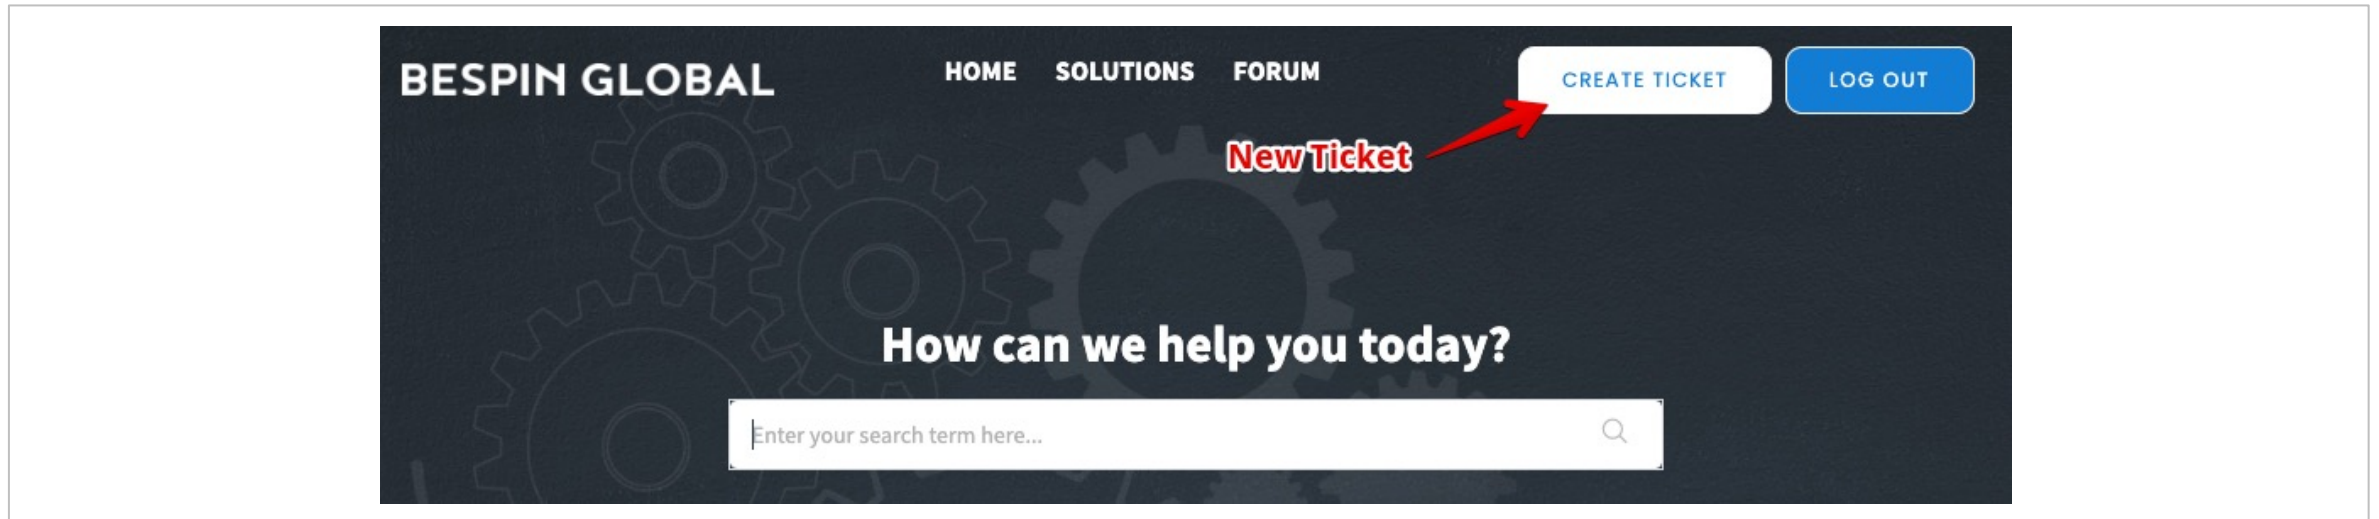 BESPIN GLOBAL
HOME SOLUTIONS FORUM
CREATE TICKET
LOG OUT
New Ticket
How can we help you today?
Enter your search term here...